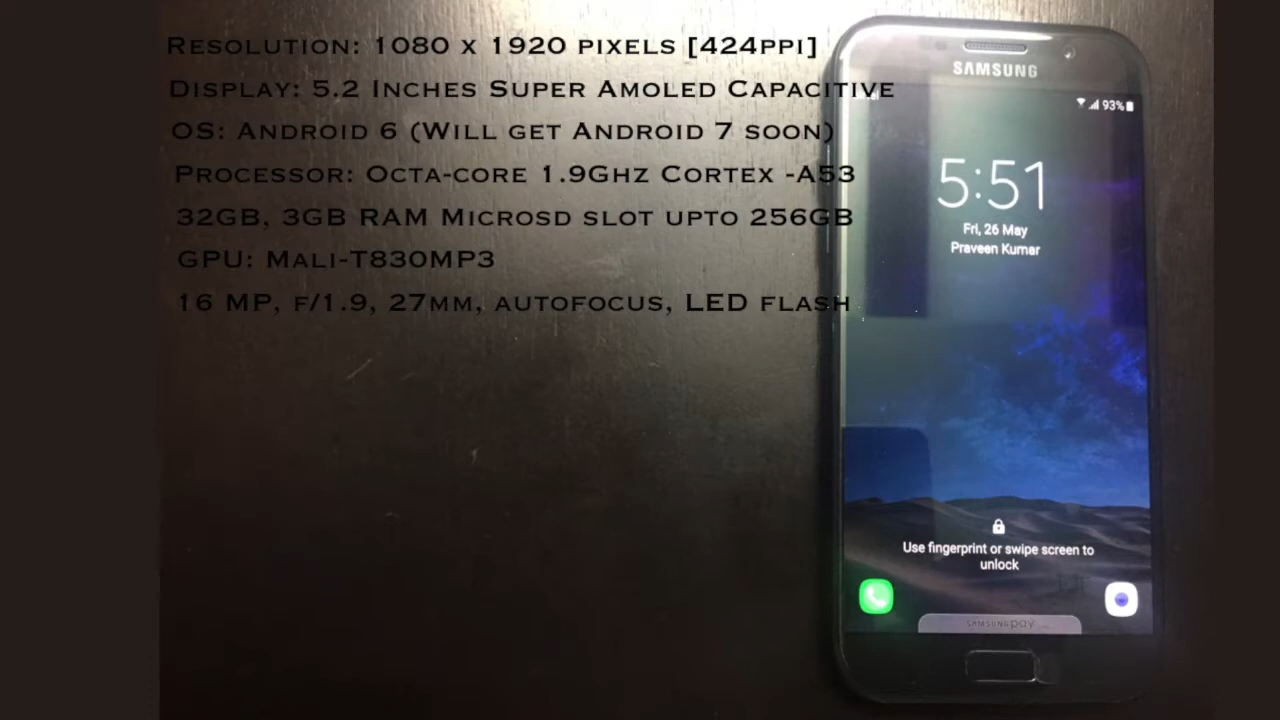 RESOLUTION: 1080 X 1920 PIXELS [424PPI]
DISPLAY: 5.2 INCHES SUPER AMOLED CAPACITIVE
OS: ANDROID 6 (WILL GET ANDROID 7 SOON)
PROCESSOR: OCTA-CORE 1.9GHZ CORTEX -A53
32GB, 3GB RAM MICROSD SLOT UPTO 256GB
GPU: MALI-T830MP3
16 MP, F/1.9, 27MM, AUTOFOCUS, LED FLASH
SAMSUNG
93%
5:51
Fri, 26 May
Praveen Kumar
Use fingerprint or swipe screen to
unlock
SAMSUNG pay